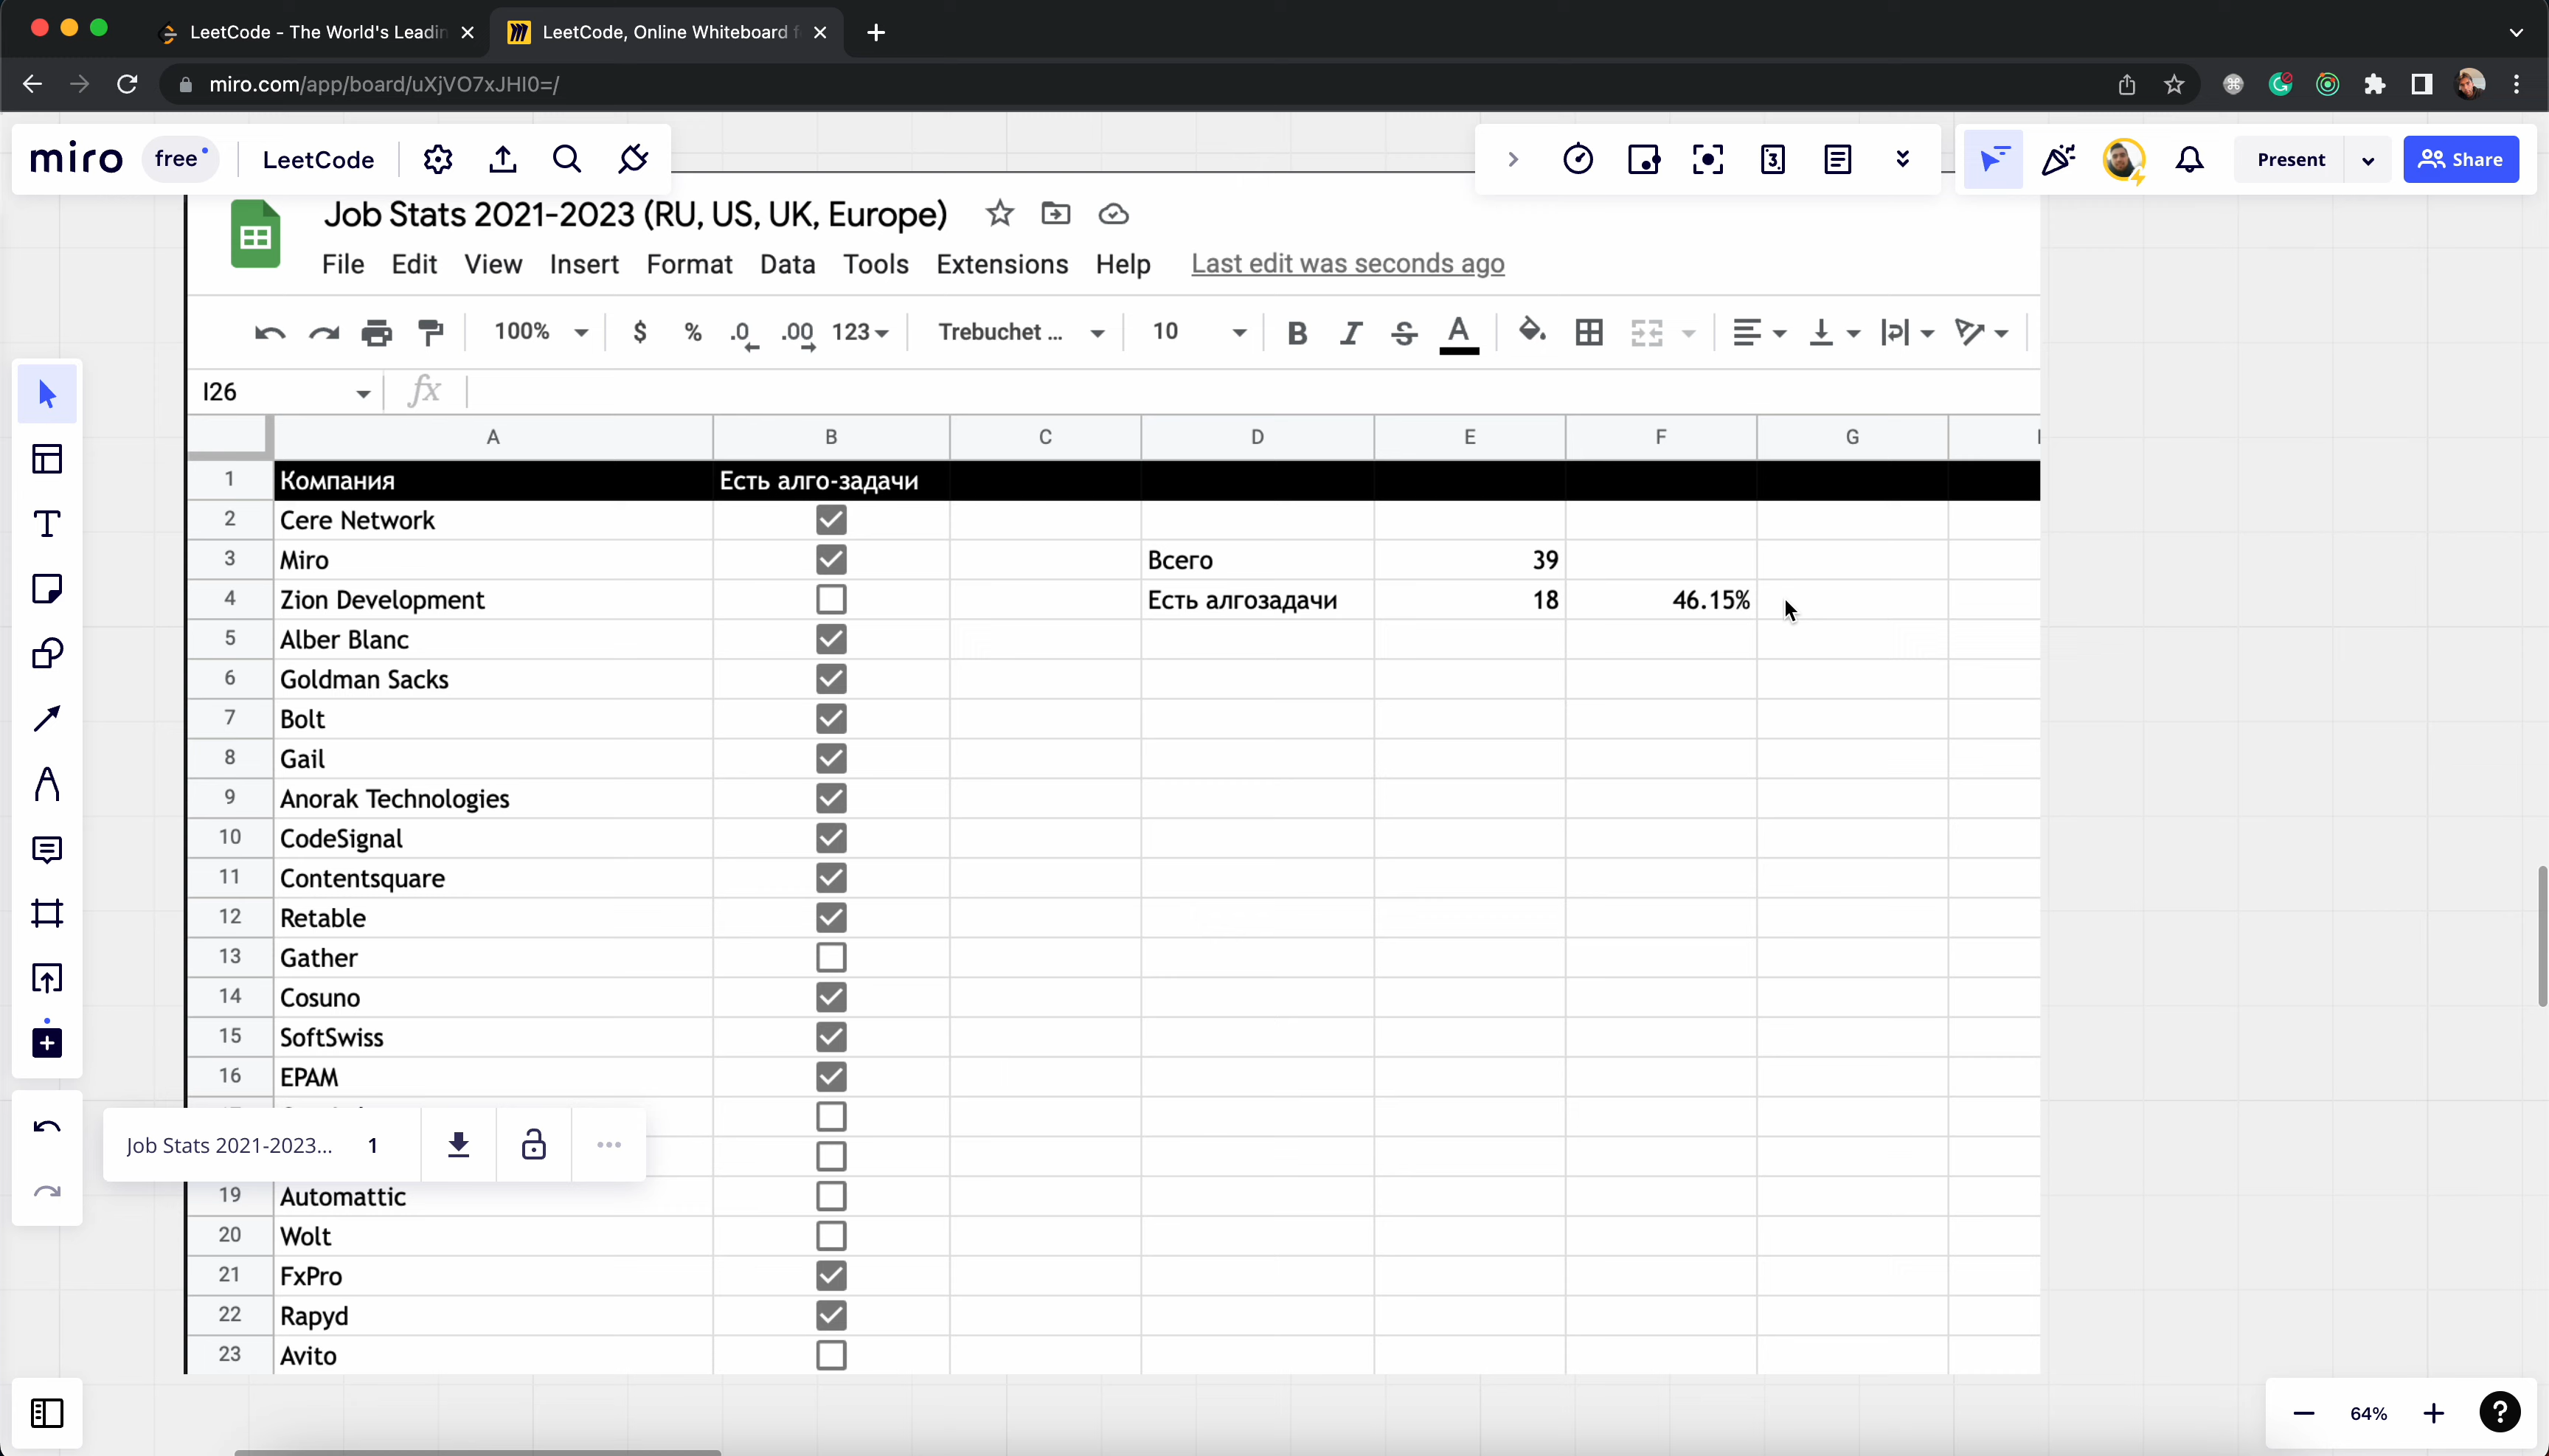 LeetCode - The World's Leadin
LeetCode, Online Whiteboard f
miro.com/app/board/uXjVO7xJHI0=/
miro free LeetCode
Present Share
Job Stats 2021-2023 (RU, US, UK, Europe)
File Edit View Insert Format Data Tools Extensions Help Last edit was seconds ago
100% $ % .0 .00 123 Trebuchet ... 10 B I S A
I26 fx
A B C D E F G
1 Компания Есть алго-задачи
2 Cere Network
3 Miro Всего 39
4 Zion Development Есть алгозадачи 18 46.15%
5 Alber Blanc
6 Goldman Sacks
7 Bolt
8 Gail
9 Anorak Technologies
10 CodeSignal
11 Contentsquare
12 Retable
13 Gather
14 Cosuno
15 SoftSwiss
16 EPAM
Job Stats 2021-2023... 1
19 Automattic
20 Wolt
21 FxPro
22 Rapyd
23 Avito
64%